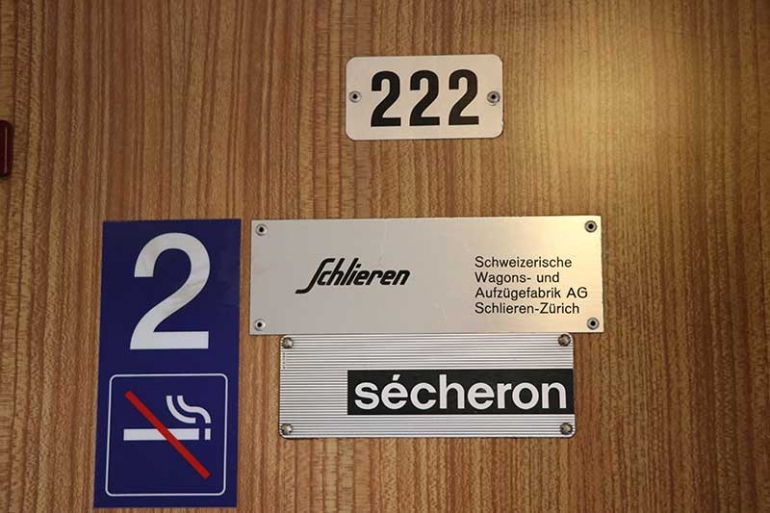 222
2
Schlieren
Schweizerische
Wagons- und
Aufzügefabrik AG
Schlieren-Zürich
sécheron